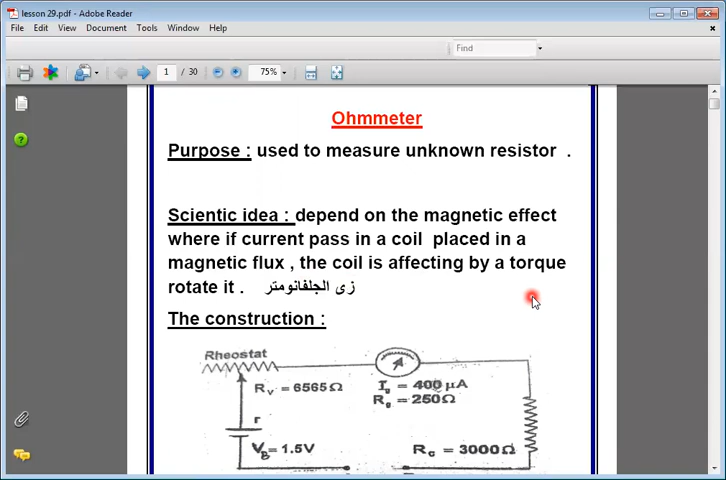 lesson 29.pdf - Adobe Reader
File Edit View Document Tools Window Help
Find
1 / 30 75%
Ohmmeter
Purpose : used to measure unknown resistor .
Scientic idea : depend on the magnetic effect
where if current pass in a coil placed in a
magnetic flux , the coil is affecting by a torque
rotate it . زى الجلفانومتر
The construction :
Rheostat
Rv = 6565Ω
Ig = 400 μA
Rg = 250Ω
r
VB = 1.5V
Rc = 3000Ω